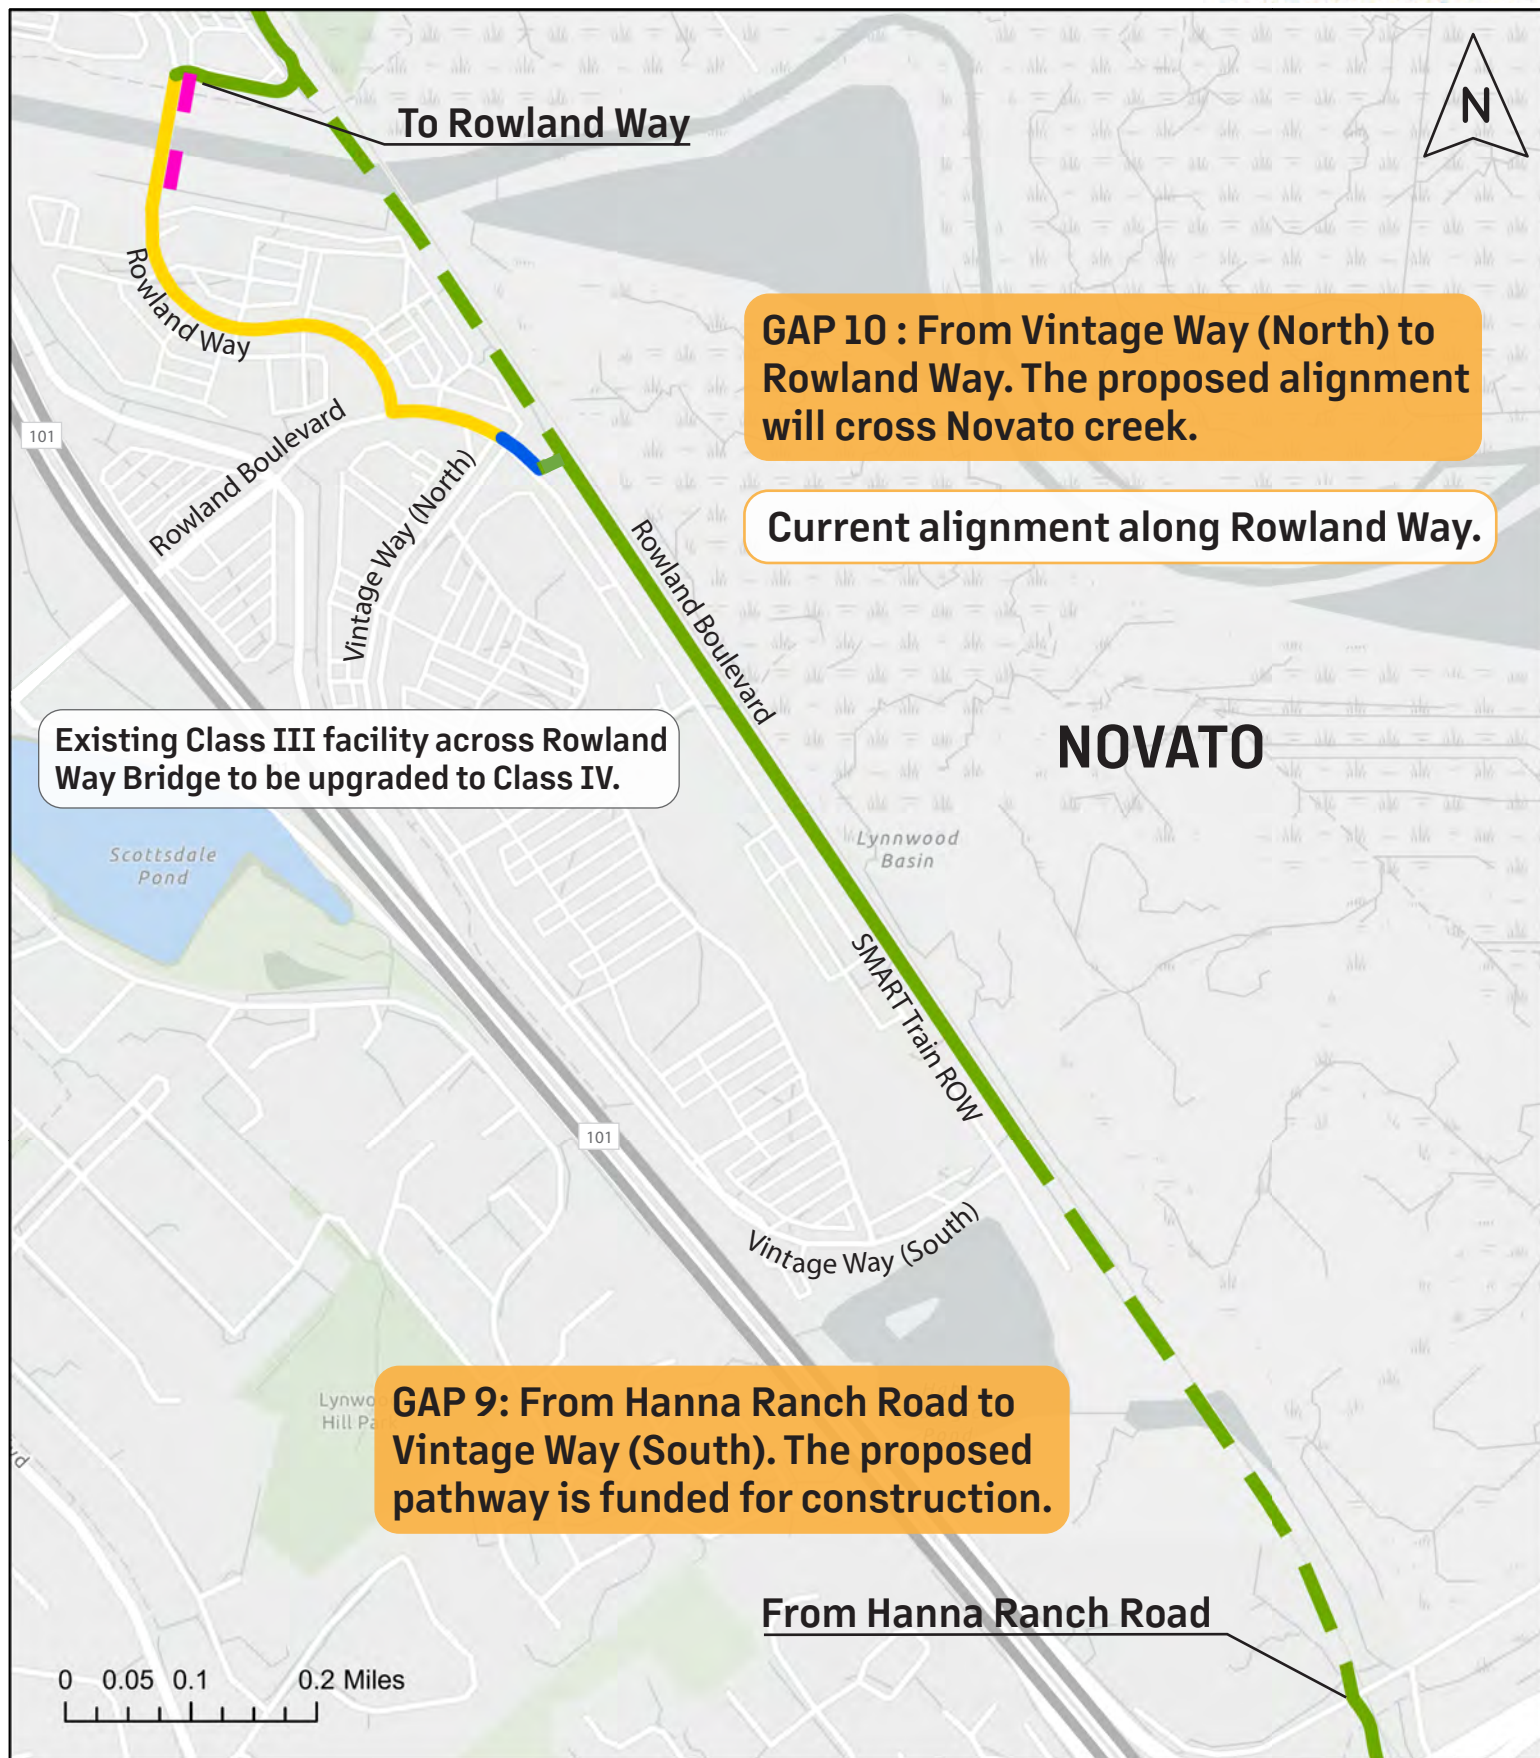 N
To Rowland Way
Rowland Way
GAP 10 : From Vintage Way (North) to
Rowland Way. The proposed alignment
will cross Novato creek.
101
Rowland Boulevard
Vintage Way (North)
Current alignment along Rowland Way.
Rowland Boulevard
Existing Class III facility across Rowland
Way Bridge to be upgraded to Class IV.
NOVATO
Scottsdale
Pond
Lynnwood
Basin
SMART Train ROW
101
Vintage Way (South)
GAP 9: From Hanna Ranch Road to
Vintage Way (South). The proposed
pathway is funded for construction.
Hill
From Hanna Ranch Road
0 0.05 0.1 0.2 Miles